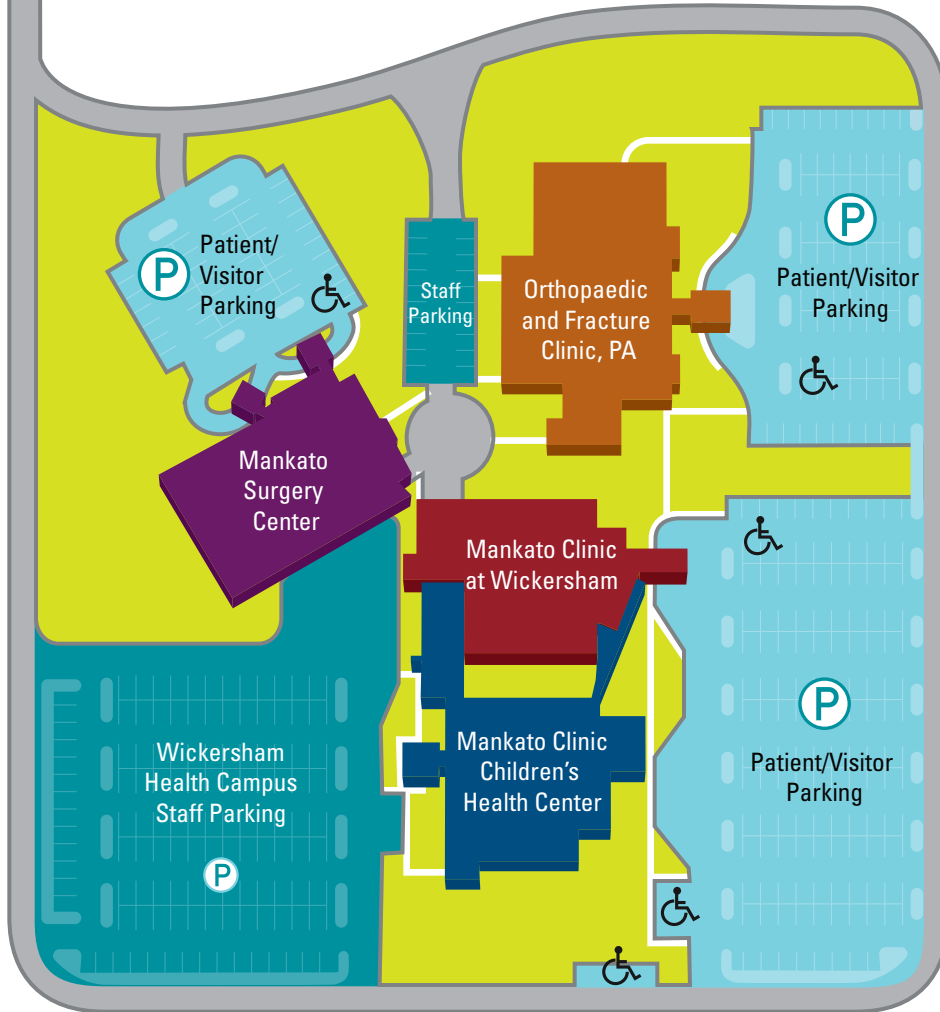 P
Patient/
Visitor
Parking
Staff
Parking
Orthopaedic
and Fracture
Clinic, PA
P
Patient/Visitor
Parking
Mankato
Surgery
Center
Mankato Clinic
at Wickersham
Wickersham
Health Campus
Staff Parking
P
Mankato Clinic
Children's
Health Center
P
Patient/Visitor
Parking